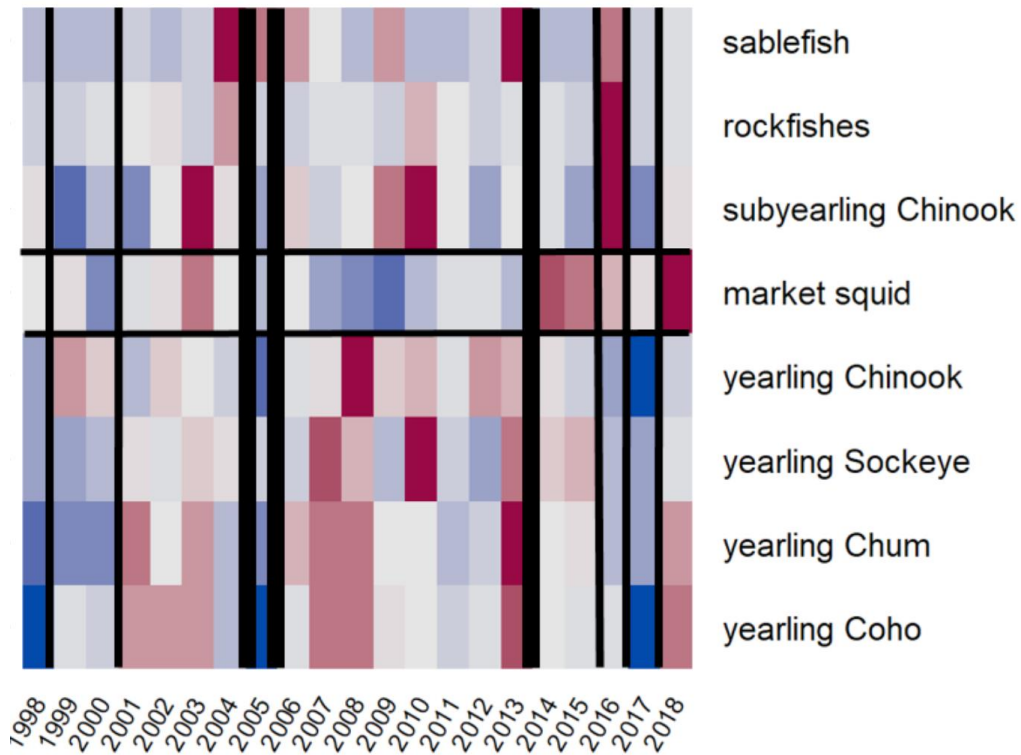 sablefish
rockfishes
subyearling Chinook
market squid
yearling Chinook
yearling Sockeye
yearling Chum
yearling Coho
1998 1999 2000 2001 2002 2003 2004 2005 2006 2007 2008 2009 2010 2011 2012 2013 2014 2015 2016 2017 2018